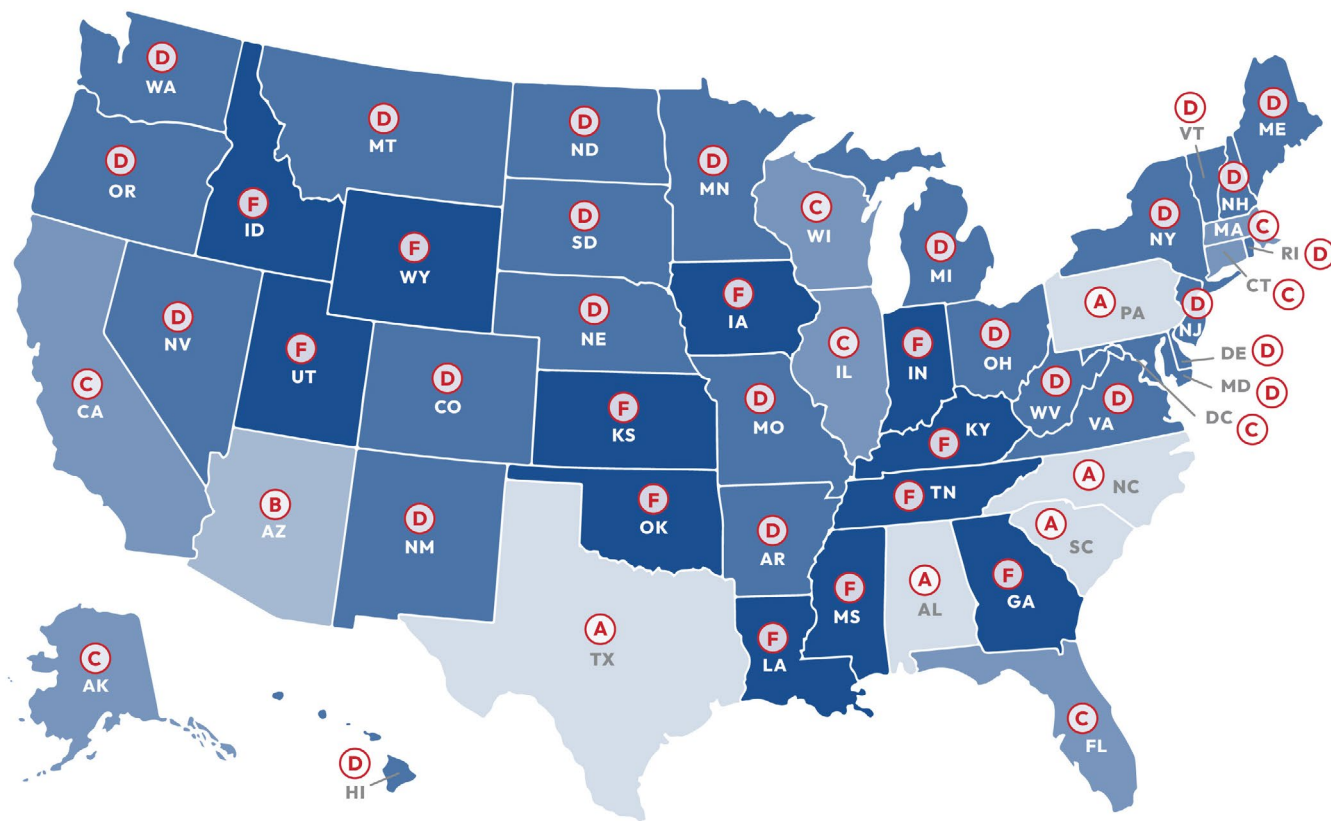 D
WA
D
OR
F
ID
D
MT
D
ND
D
MN
D
SD
F
WY
C
WI
D
MI
D
VT
D
ME
D
NH
D
NY
MA
C
RI
D
CT
C
A
PA
D
NJ
DE
D
MD
D
DC
C
D
NV
F
UT
C
CA
D
CO
D
NE
F
IA
C
IL
F
IN
D
OH
D
WV
D
VA
F
KS
D
MO
F
KY
F
TN
A
NC
A
SC
B
AZ
D
NM
F
OK
D
AR
F
MS
A
AL
F
GA
A
TX
F
LA
C
FL
C
AK
D
HI